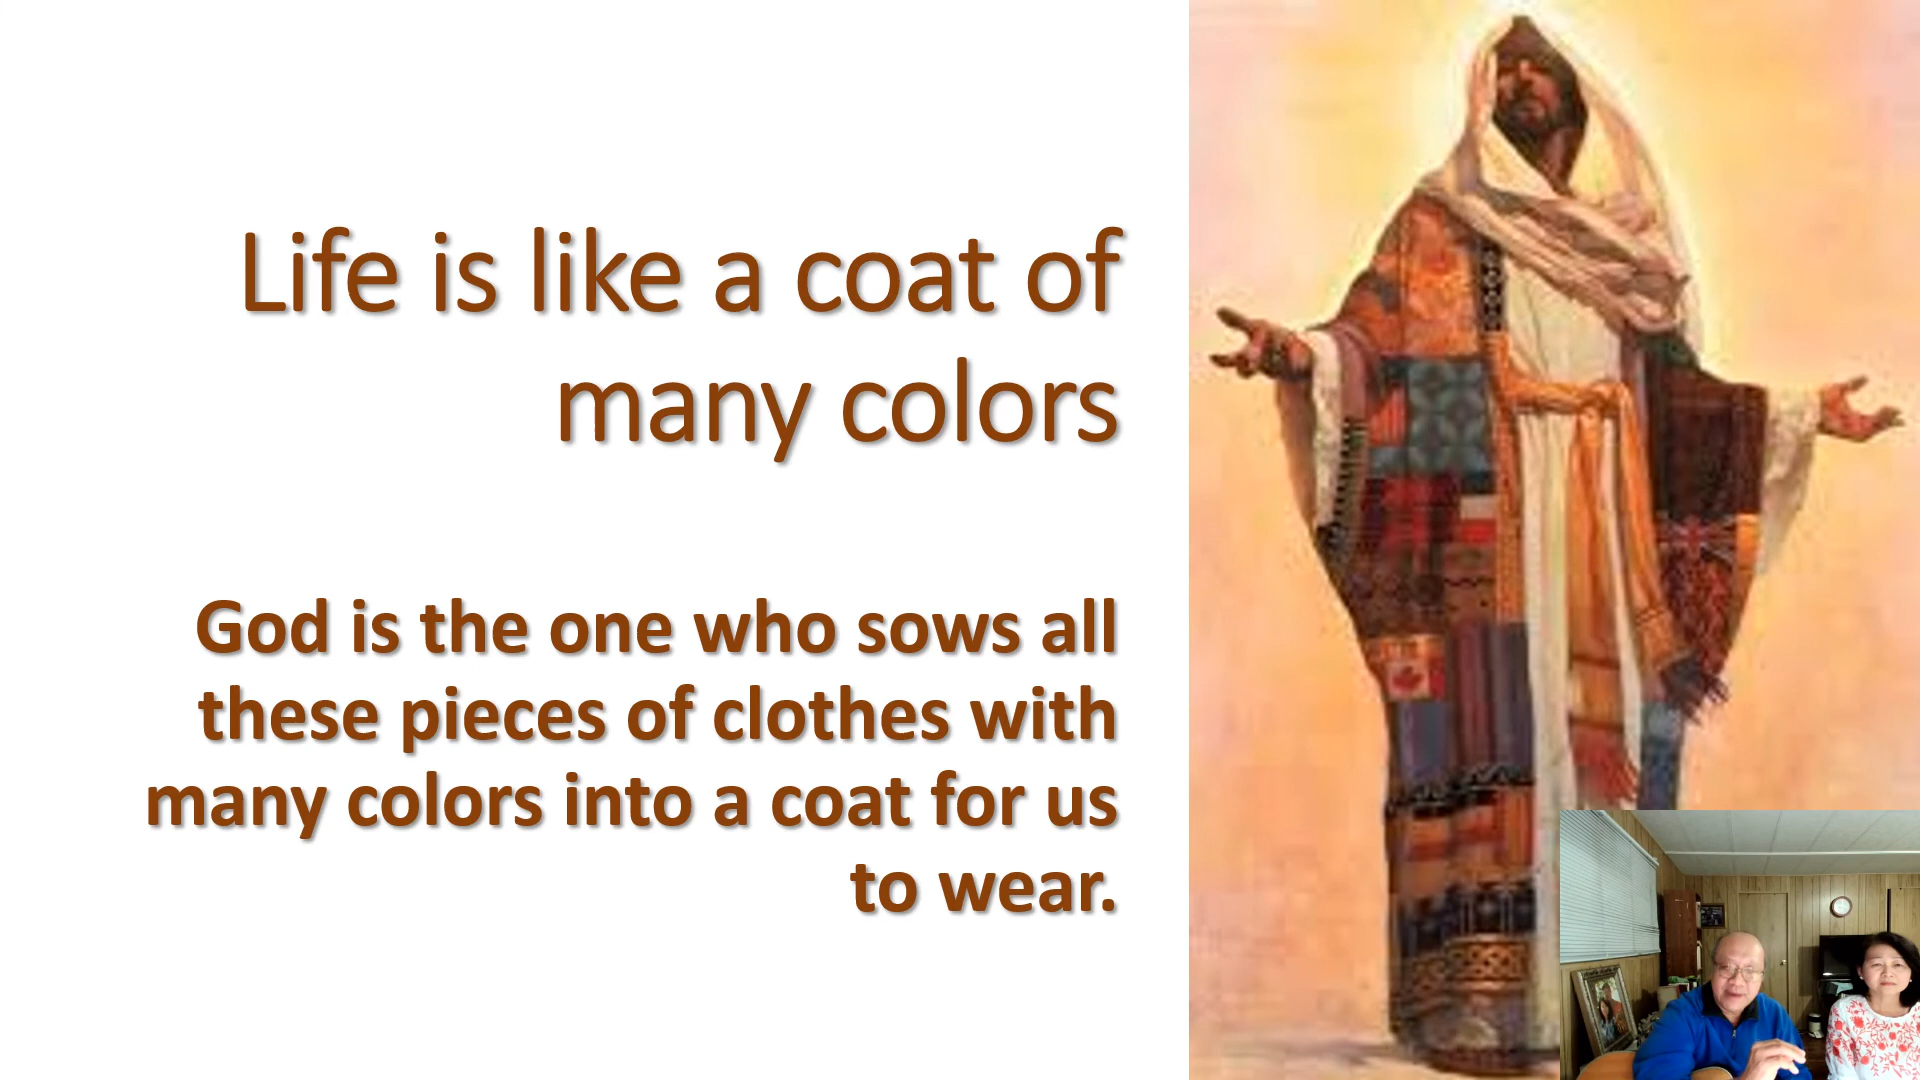 Life is like a coat of
many colors
God is the one who sows all
these pieces of clothes with
many colors into a coat for us
to wear.